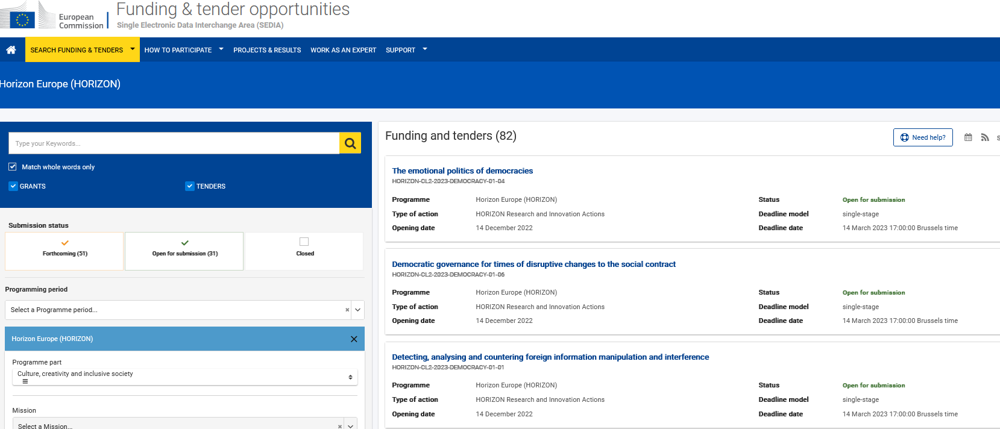 European
Commission
Funding & tender opportunities
Single Electronic Data Interchange Area (SEDIA)
SEARCH FUNDING & TENDERS HOW TO PARTICIPATE PROJECTS & RESULTS WORK AS AN EXPERT SUPPORT
Horizon Europe (HORIZON)
Type your Keywords...
Match whole words only
GRANTS TENDERS
Submission status
Forthcoming (51) Open for submission (31) Closed
Programming period
Select a Programme period...
Horizon Europe (HORIZON)
Programme part
Culture, creativity and inclusive society
Mission
Select a Mission...
Funding and tenders (82)
Need help?
The emotional politics of democracies
HORIZON-CL2-2023-DEMOCRACY-01-04
Programme Horizon Europe (HORIZON) Status Open for submission
Type of action HORIZON Research and Innovation Actions Deadline model single-stage
Opening date 14 December 2022 Deadline date 14 March 2023 17:00:00 Brussels time
Democratic governance for times of disruptive changes to the social contract
HORIZON-CL2-2023-DEMOCRACY-01-06
Programme Horizon Europe (HORIZON) Status Open for submission
Type of action HORIZON Research and Innovation Actions Deadline model single-stage
Opening date 14 December 2022 Deadline date 14 March 2023 17:00:00 Brussels time
Detecting, analysing and countering foreign information manipulation and interference
HORIZON-CL2-2023-DEMOCRACY-01-01
Programme Horizon Europe (HORIZON) Status Open for submission
Type of action HORIZON Research and Innovation Actions Deadline model single-stage
Opening date 14 December 2022 Deadline date 14 March 2023 17:00:00 Brussels time